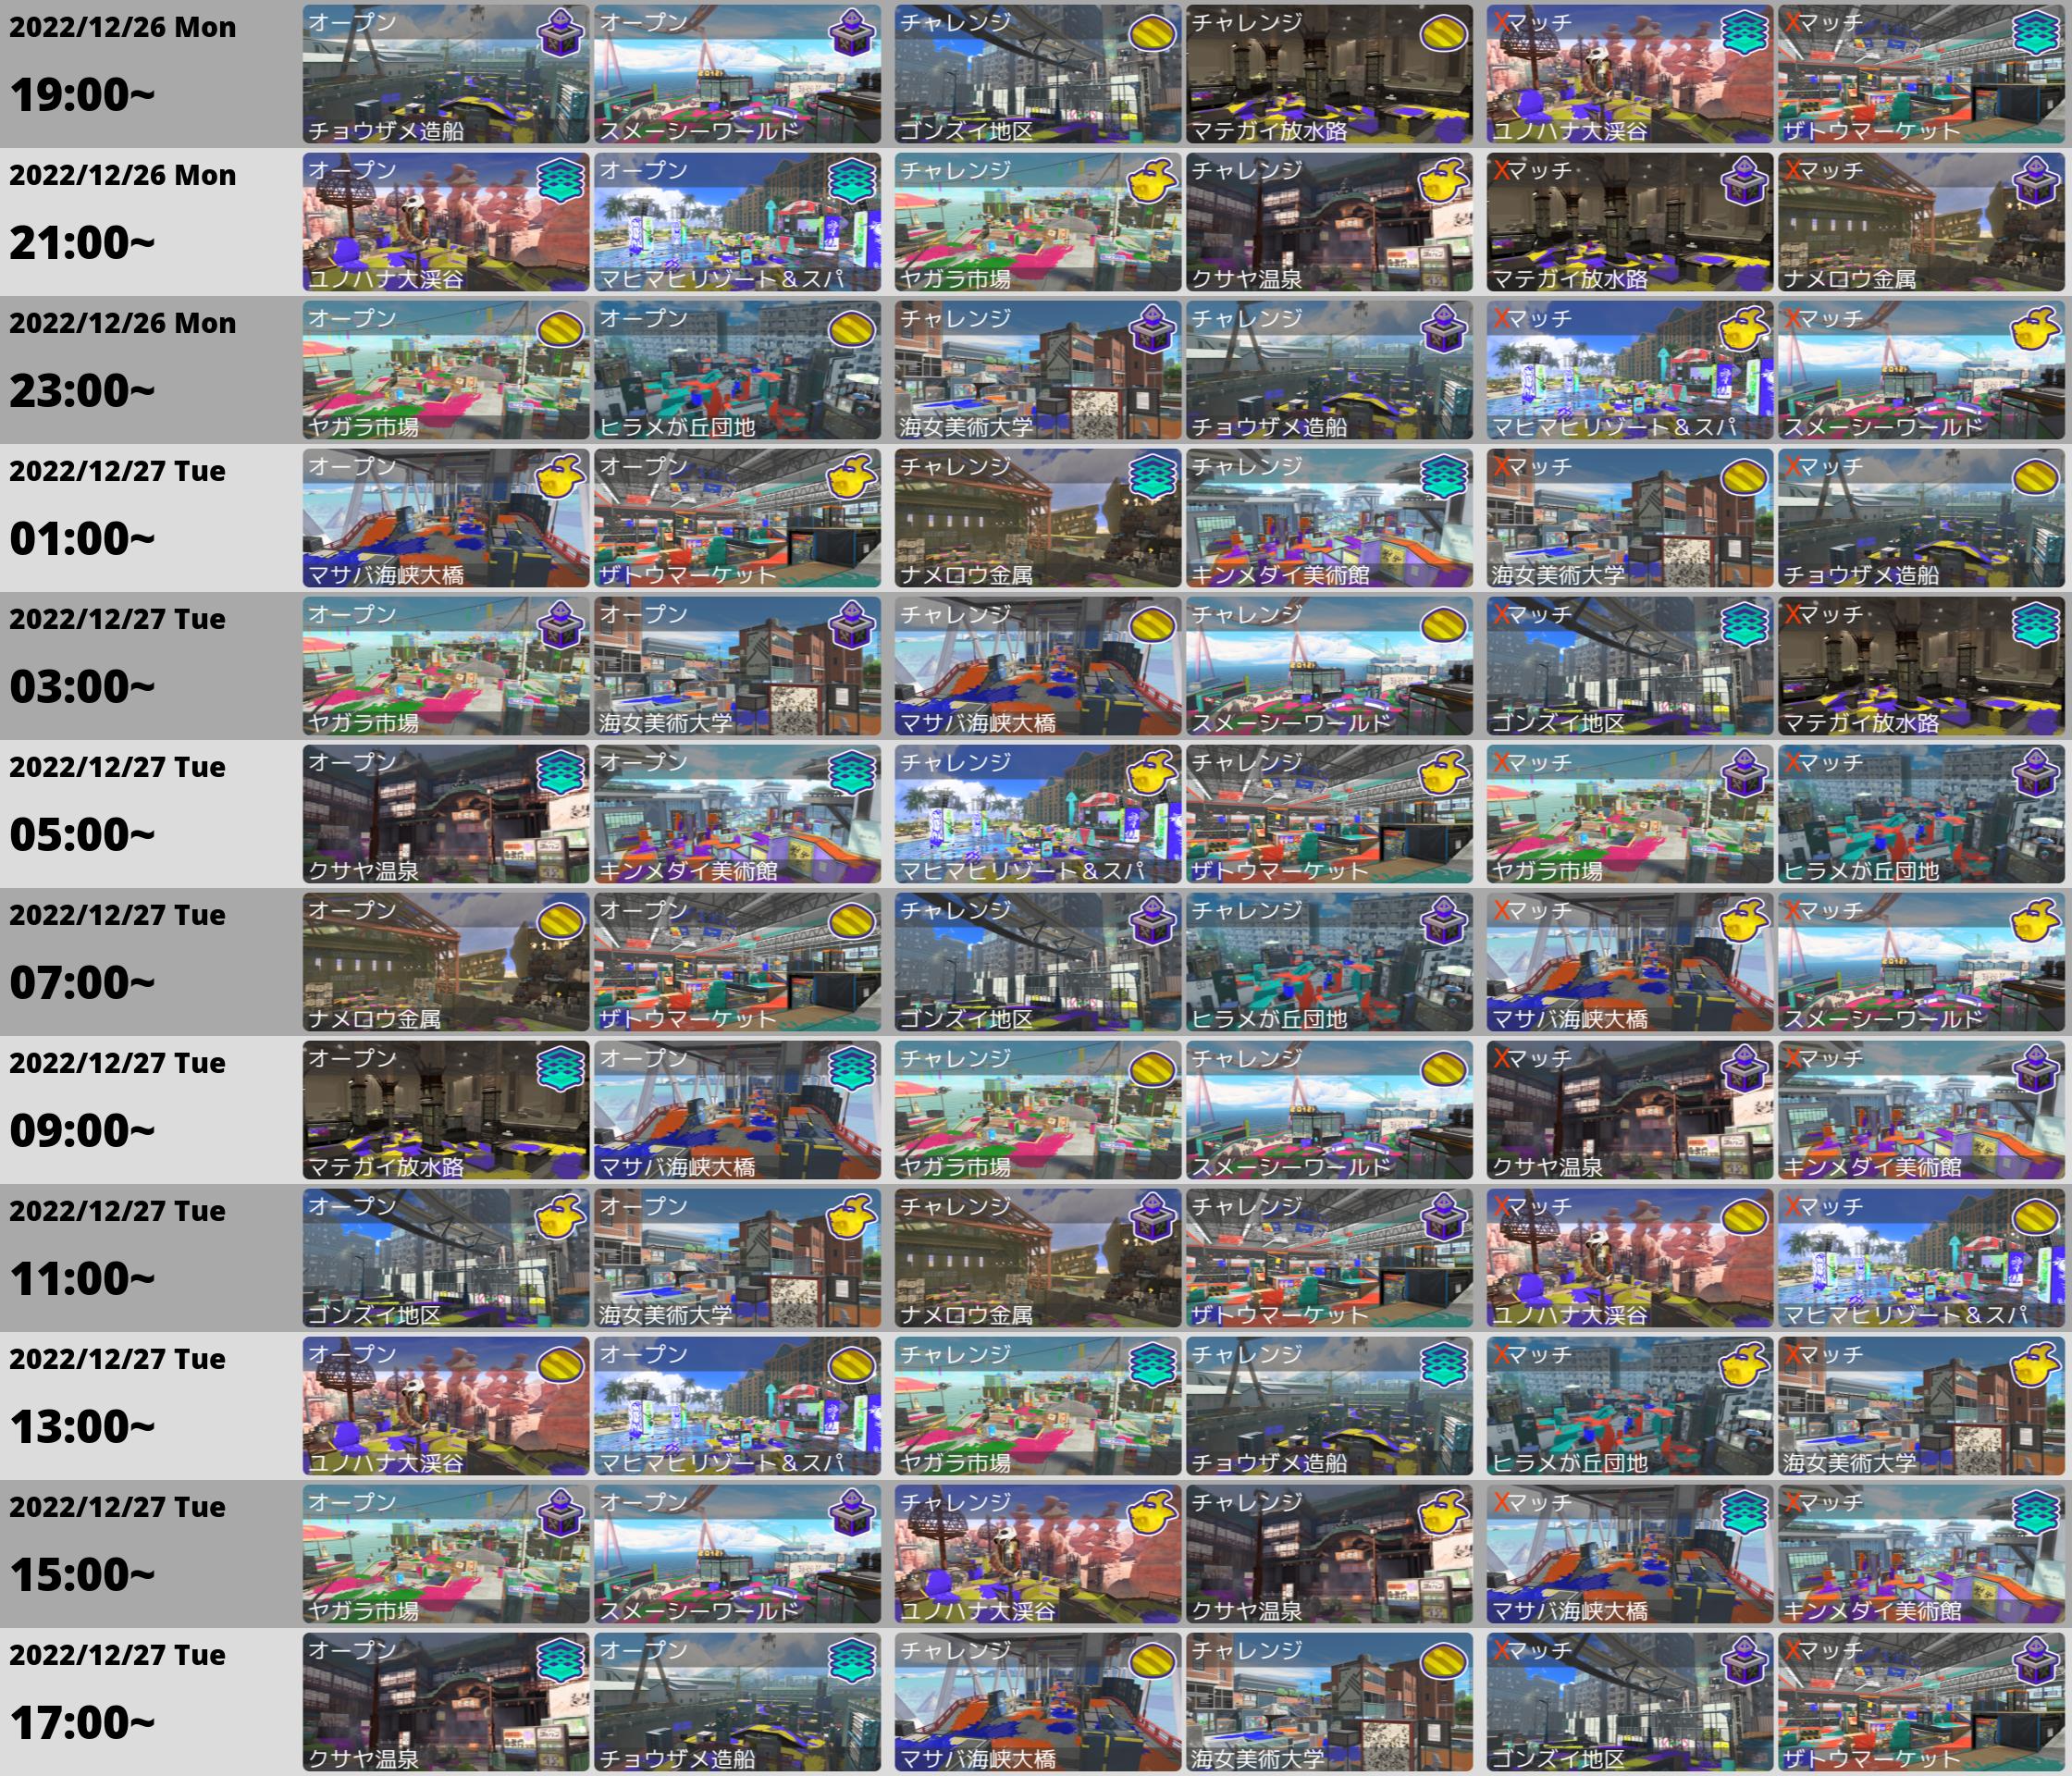 2022/12/26 Mon
19:00~
オープン オープン チャレンジ チャレンジ Xマッチ Xマッチ
チョウザメ造船 スメーシーワールド ゴンズイ地区 マテガイ放水路 ユノハナ大渓谷 ザトウマーケット
2022/12/26 Mon
21:00~
オープン オープン チャレンジ チャレンジ Xマッチ Xマッチ
ユノハナ大渓谷 マヒマヒリゾート＆スパ ヤガラ市場 クサヤ温泉 マテガイ放水路 ナメロウ金属
2022/12/26 Mon
23:00~
オープン オープン チャレンジ チャレンジ Xマッチ Xマッチ
ヤガラ市場 ヒラメが丘団地 海女美術大学 チョウザメ造船 マヒマヒリゾート＆スパ スメーシーワールド
2022/12/27 Tue
01:00~
オープン オープン チャレンジ チャレンジ Xマッチ Xマッチ
マサバ海峡大橋 ザトウマーケット ナメロウ金属 キンメダイ美術館 海女美術大学 チョウザメ造船
2022/12/27 Tue
03:00~
オープン オープン チャレンジ チャレンジ Xマッチ Xマッチ
ヤガラ市場 海女美術大学 マサバ海峡大橋 スメーシーワールド ゴンズイ地区 マテガイ放水路
2022/12/27 Tue
05:00~
オープン オープン チャレンジ チャレンジ Xマッチ Xマッチ
クサヤ温泉 キンメダイ美術館 マヒマヒリゾート＆スパ ザトウマーケット ヤガラ市場 ヒラメが丘団地
2022/12/27 Tue
07:00~
オープン オープン チャレンジ チャレンジ Xマッチ Xマッチ
ナメロウ金属 ザトウマーケット ゴンズイ地区 ヒラメが丘団地 マサバ海峡大橋 スメーシーワールド
2022/12/27 Tue
09:00~
オープン オープン チャレンジ チャレンジ Xマッチ Xマッチ
マテガイ放水路 マサバ海峡大橋 ヤガラ市場 スメーシーワールド クサヤ温泉 キンメダイ美術館
2022/12/27 Tue
11:00~
オープン オープン チャレンジ チャレンジ Xマッチ Xマッチ
ゴンズイ地区 海女美術大学 ナメロウ金属 ザトウマーケット ユノハナ大渓谷 マヒマヒリゾート＆スパ
2022/12/27 Tue
13:00~
オープン オープン チャレンジ チャレンジ Xマッチ Xマッチ
ユノハナ大渓谷 マヒマヒリゾート＆スパ ヤガラ市場 チョウザメ造船 ヒラメが丘団地 海女美術大学
2022/12/27 Tue
15:00~
オープン オープン チャレンジ チャレンジ Xマッチ Xマッチ
ヤガラ市場 スメーシーワールド ユノハナ大渓谷 クサヤ温泉 マサバ海峡大橋 キンメダイ美術館
2022/12/27 Tue
17:00~
オープン オープン チャレンジ チャレンジ Xマッチ Xマッチ
クサヤ温泉 チョウザメ造船 マサバ海峡大橋 海女美術大学 ゴンズイ地区 ザトウマーケット